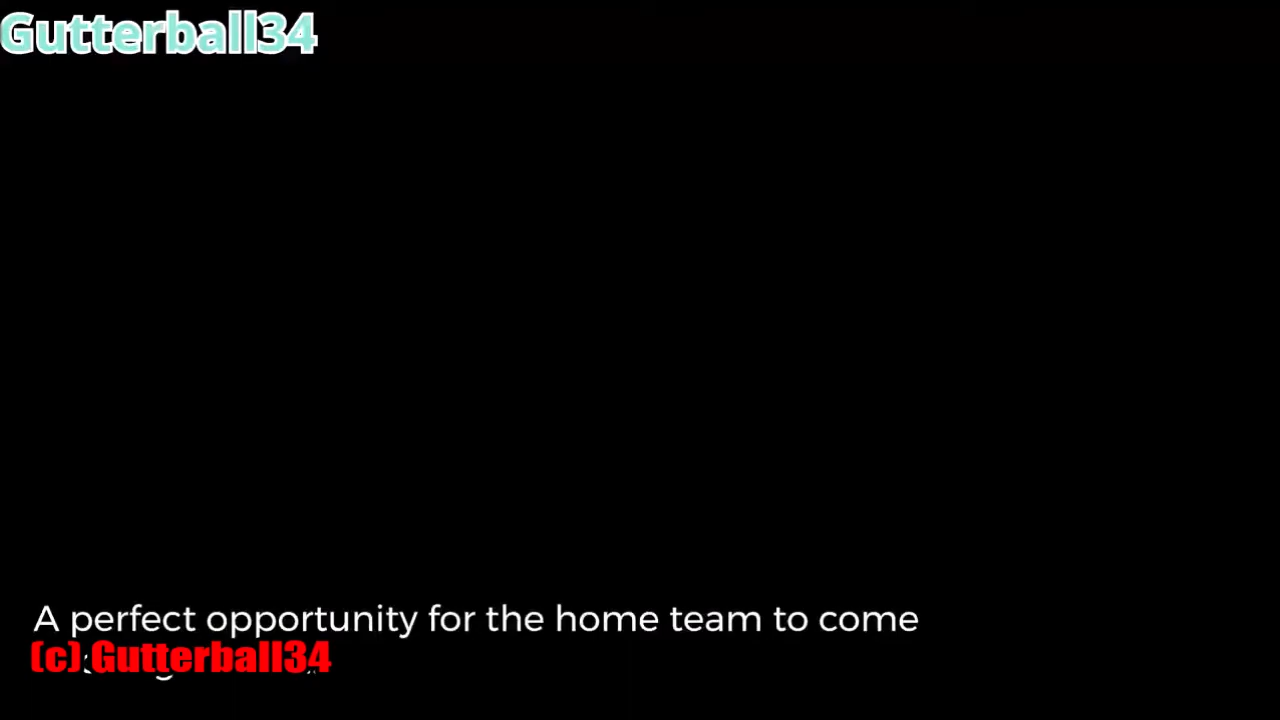 Gutterball34
A perfect opportunity for the home team to come
(c) Gutterball34